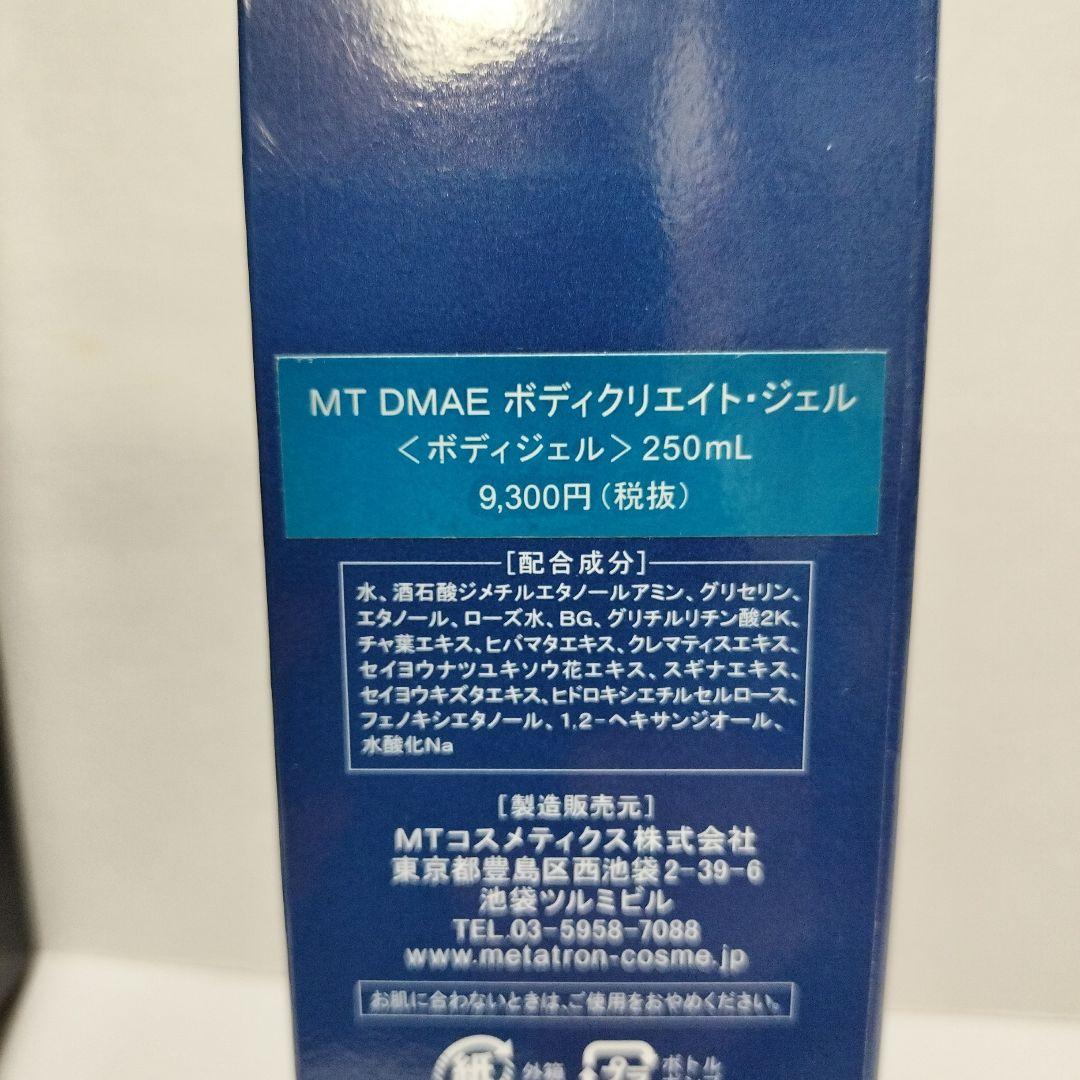 MT DMAE ボディクリエイト・ジェル
＜ボディジェル＞250mL
9,300円（税抜）
[配合成分]
水、酒石酸ジメチルエタノールアミン、グリセリン、
エタノール、ローズ水、BG、グリチルリチン酸2K、
チャ葉エキス、ヒバマタエキス、クレマティスエキス、
セイヨウナツユキソウ花エキス、スギナエキス、
セイヨウキズタエキス、ヒドロキシエチルセルロース、
フェノキシエタノール、1,2-ヘキサンジオール、
水酸化Na
[製造販売元]
MTコスメティクス株式会社
東京都豊島区西池袋2-39-6
池袋ツルミビル
TEL.03-5958-7088
www.metatron-cosme.jp
お肌に合わないときは、ご使用をおやめください。
紙 外箱 プラ ボトル